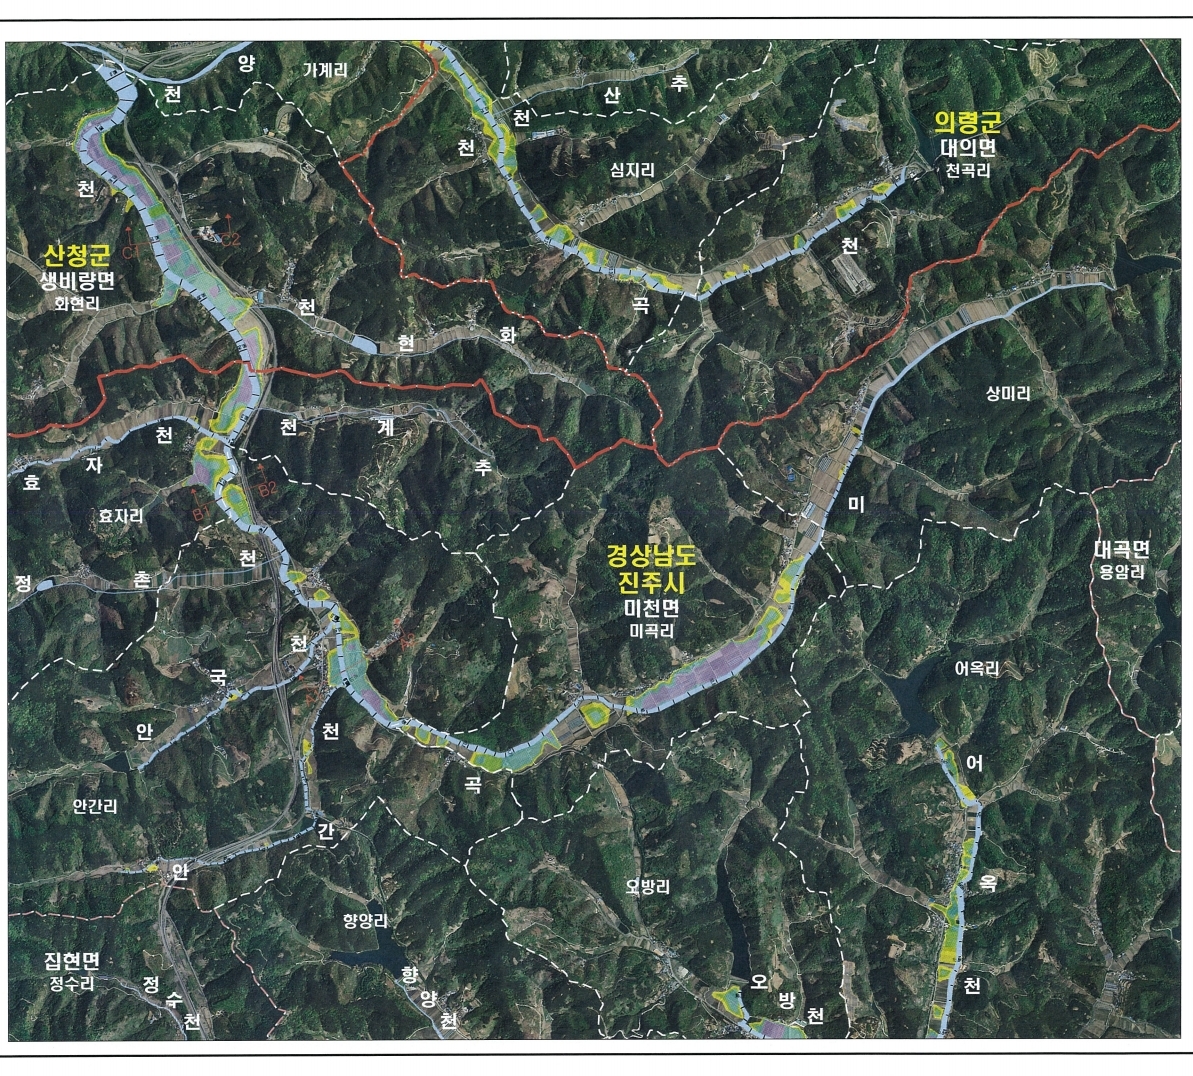 양
천
가계리
산
추
천
천
천
심지리
의령군
대의면
천곡리
천
산청군
생비량면
화현리
C1
C2
천
곡
천
현
화
천
계
추
천
자
효
효자리
B1
B2
상미리
미
정
촌
천
경상남도
진주시
미천면
미곡리
대곡면
용암리
어옥리
천
국
안
천
안간리
곡
간
안
어
옥
천
오방리
향양리
집현면
정수리
정
수
천
향
양
천
오
방
천